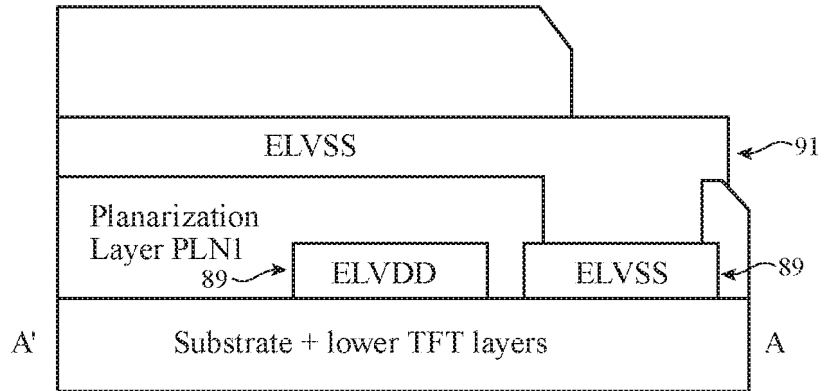 ELVSS
91
Planarization
Layer PLN1
89
ELVDD
ELVSS
89
A'
Substrate + lower TFT layers
A